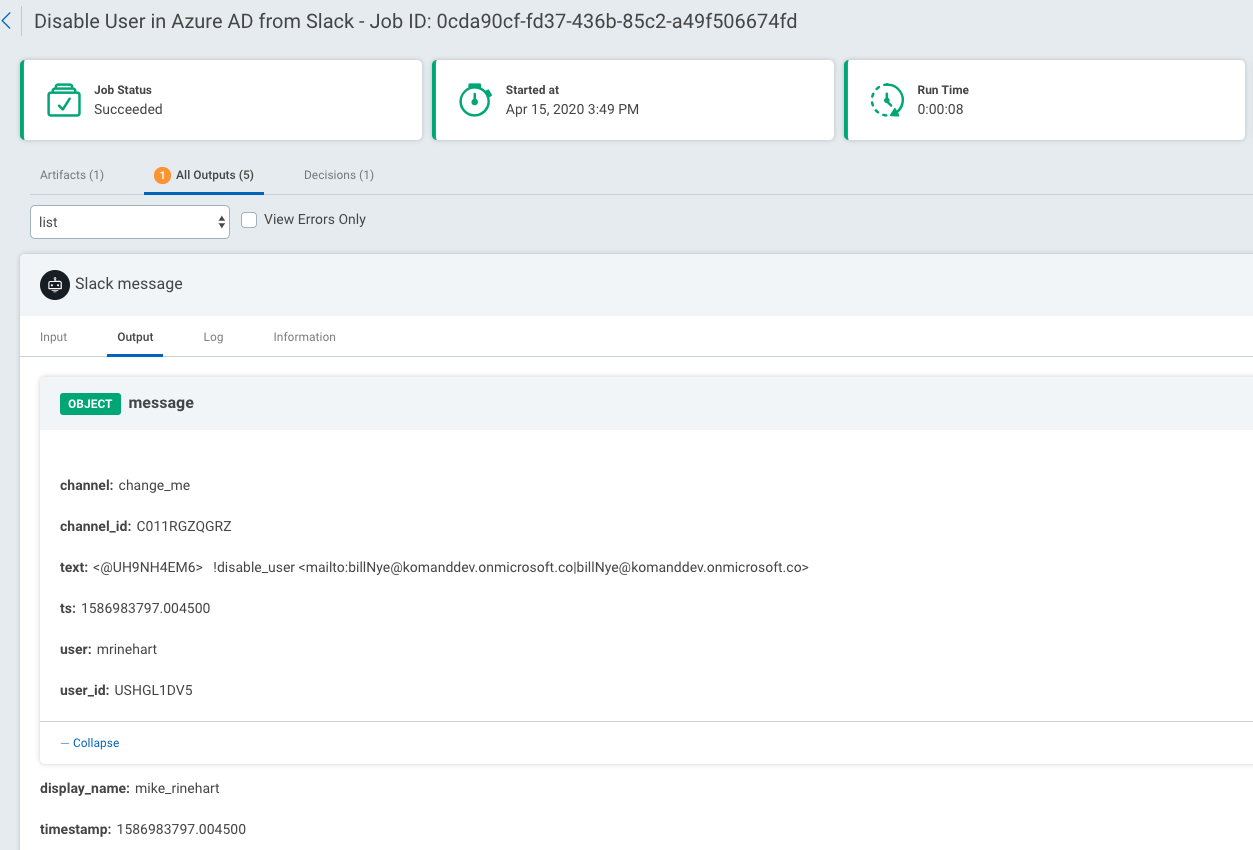 Disable User in Azure AD from Slack - Job ID: 0cda90cf-fd37-436b-85c2-a49f506674fd
Job Status
Succeeded
Started at
Apr 15, 2020 3:49 PM
Run Time
0:00:08
Artifacts (1) 1 All Outputs (5) Decisions (1)
list View Errors Only
Slack message
Input Output Log Information
OBJECT message
channel: change_me
channel_id: C011RGZQGRZ
text: <@UH9NH4EM6> !disable_user <mailto:billNye@komanddev.onmicrosoft.co|billNye@komanddev.onmicrosoft.co>
ts: 1586983797.004500
user: mrinehart
user_id: USHGL1DV5
— Collapse
display_name: mike_rinehart
timestamp: 1586983797.004500